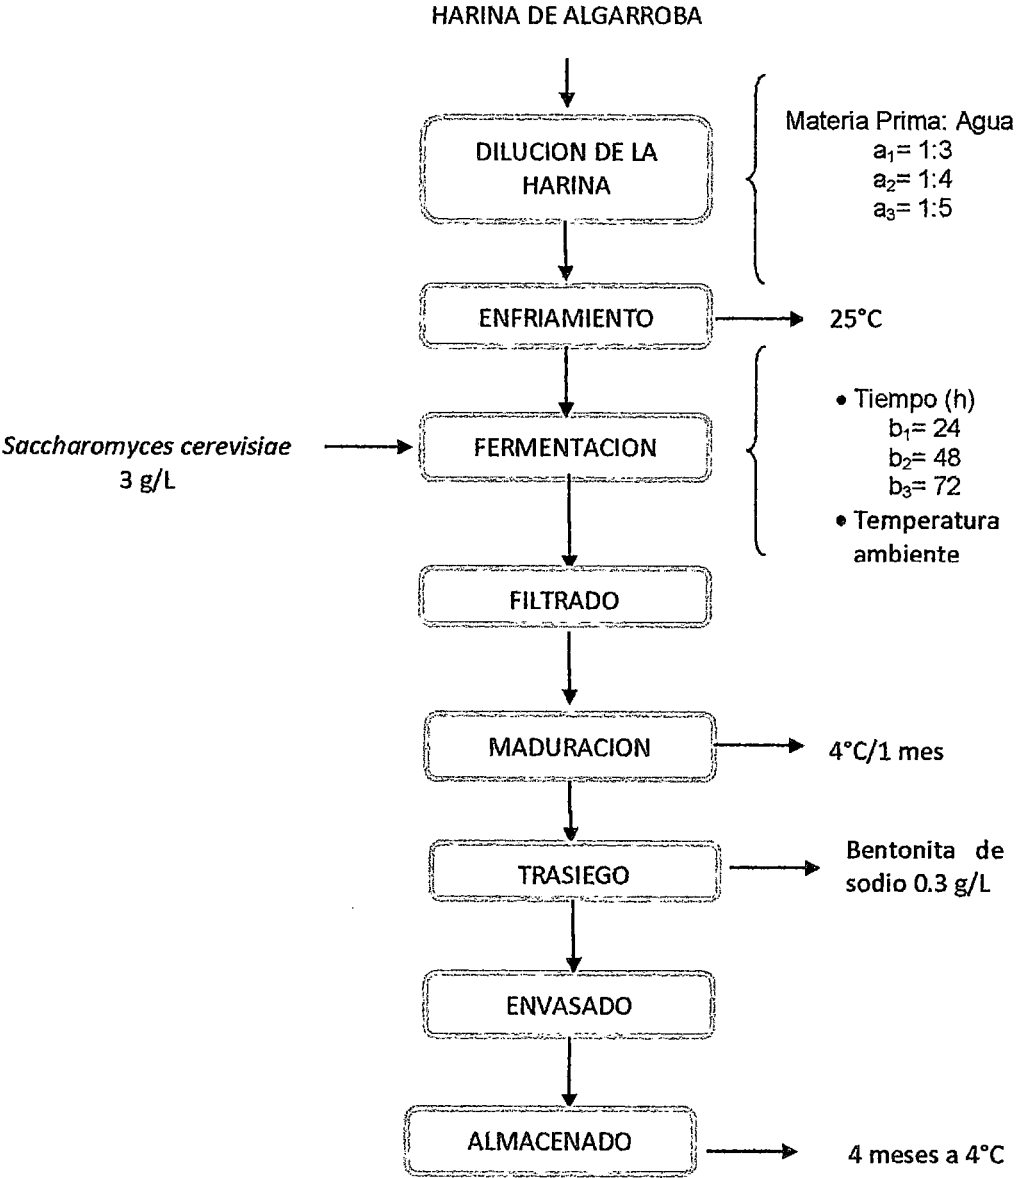 HARINA DE ALGARROBA
DILUCION DE LA
HARINA
Materia Prima: Agua
a₁= 1:3
a₂= 1:4
a₃= 1:5
ENFRIAMIENTO
25°C
Saccharomyces cerevisiae
3 g/L
FERMENTACION
• Tiempo (h)
b₁= 24
b₂= 48
b₃= 72
• Temperatura
ambiente
FILTRADO
MADURACION
4°C/1 mes
TRASIEGO
Bentonita de
sodio 0.3 g/L
ENVASADO
ALMACENADO
4 meses a 4°C